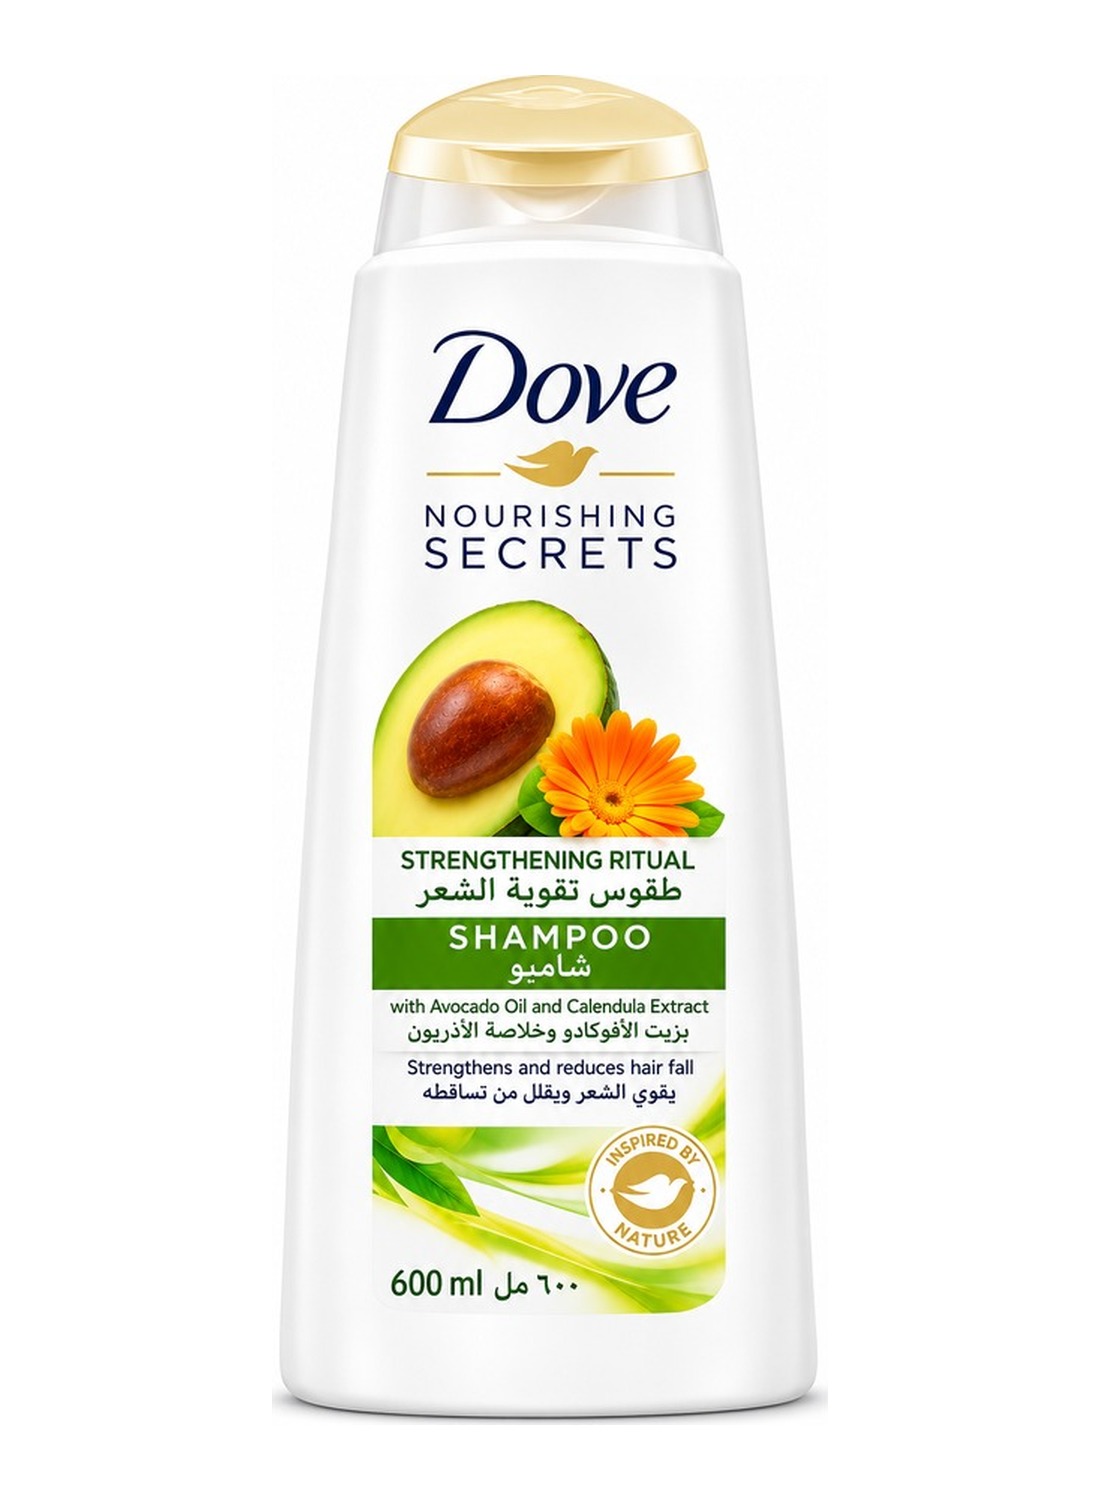 Dove
NOURISHING
SECRETS
STRENGTHENING RITUAL
طقوس تقوية الشعر
SHAMPOO
شامبو
with Avocado Oil and Calendula Extract
بزيت الأفوكادو وخلاصة الأذريون
Strengthens and reduces hair fall
يقوي الشعر ويقلل من تساقطه
INSPIRED BY
NATURE
600 ml ٦٠٠ مل